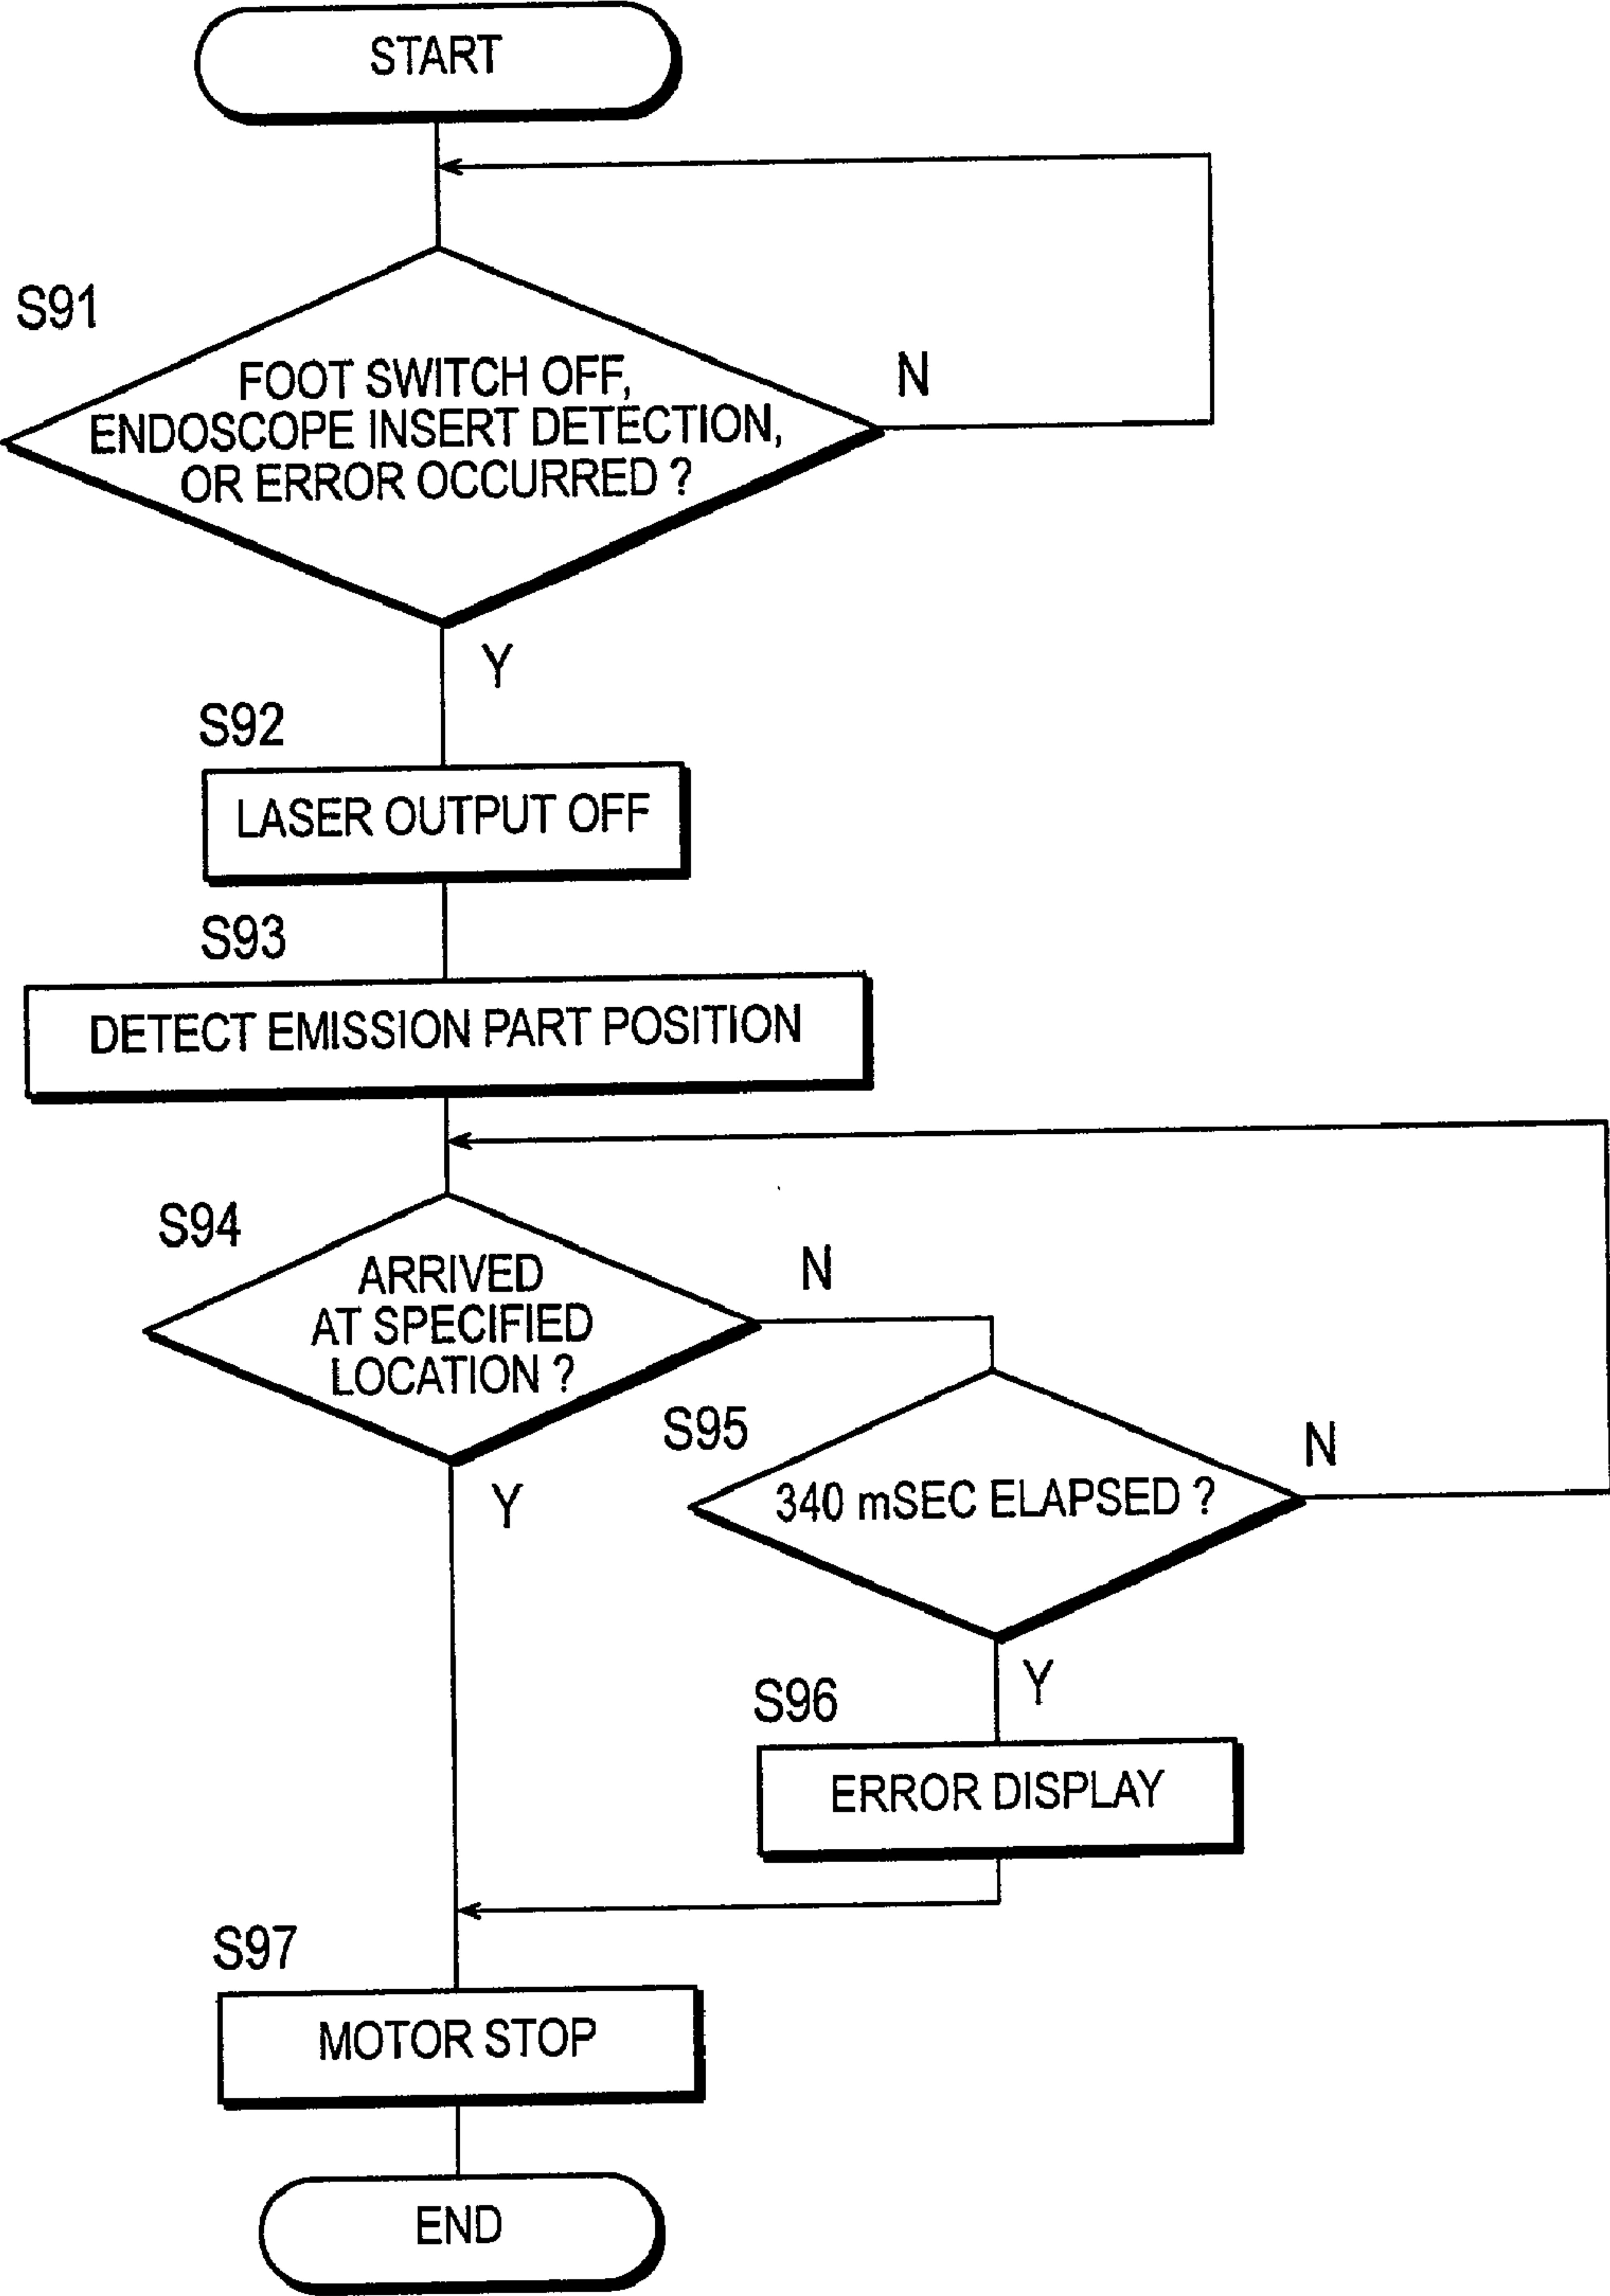 START
S91
FOOT SWITCH OFF,
ENDOSCOPE INSERT DETECTION,
OR ERROR OCCURRED ?
N
Y
S92
LASER OUTPUT OFF
S93
DETECT EMISSION PART POSITION
S94
ARRIVED
AT SPECIFIED
LOCATION ?
N
Y
S95
340 mSEC ELAPSED ?
N
Y
S96
ERROR DISPLAY
S97
MOTOR STOP
END